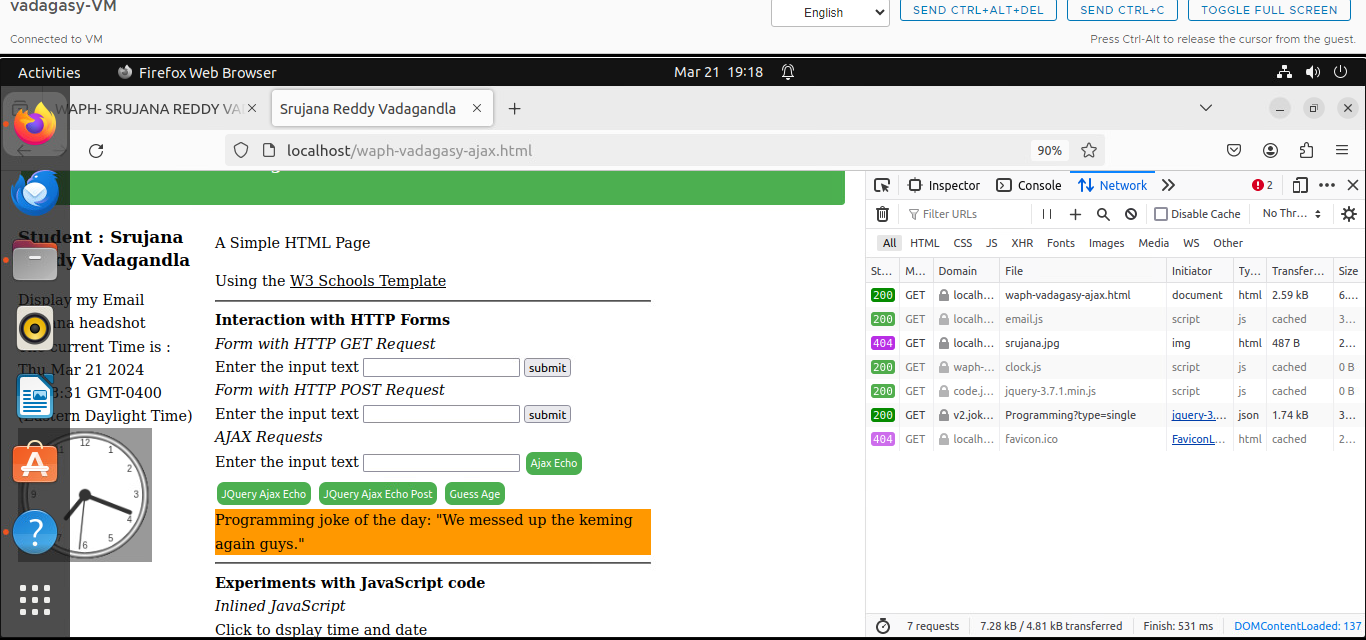 vadagasy-VM
English
SEND CTRL+ALT+DEL
SEND CTRL+C
TOGGLE FULL SCREEN
Connected to VM
Press Ctrl-Alt to release the cursor from the guest.
Activities
Firefox Web Browser
Mar 21 19:18
WAPH- SRUJANA REDDY VA
Srujana Reddy Vadagandla
localhost/waph-vadagasy-ajax.html
90%
Student : Srujana
dy Vadagandla
Display my Email
na headshot
current Time is :
Thu Mar 21 2024
3:31 GMT-0400
(Eastern Daylight Time)
12
1
2
3
4
5
6
9
A Simple HTML Page
Using the W3 Schools Template
Interaction with HTTP Forms
Form with HTTP GET Request
Enter the input text submit
Form with HTTP POST Request
Enter the input text submit
AJAX Requests
Enter the input text Ajax Echo
JQuery Ajax Echo JQuery Ajax Echo Post Guess Age
Programming joke of the day: "We messed up the keming
again guys."
Experiments with JavaScript code
Inlined JavaScript
Click to dsplay time and date
Inspector Console Network 2
Filter URLs Disable Cache No Thr...
All HTML CSS JS XHR Fonts Images Media WS Other
St... M... Domain File Initiator Ty... Transfer... Size
200 GET localh... waph-vadagasy-ajax.html document html 2.59 kB 6....
200 GET localh... email.js script js cached 3...
404 GET localh... srujana.jpg img html 487 B 2...
200 GET waph-... clock.js script js cached 0 B
200 GET code.j... jquery-3.7.1.min.js script js cached 0 B
200 GET v2.jok... Programming?type=single jquery-3.... json 1.74 kB 3...
404 GET localh... favicon.ico FaviconL... html cached 2...
7 requests 7.28 kB / 4.81 kB transferred Finish: 531 ms DOMContentLoaded: 137